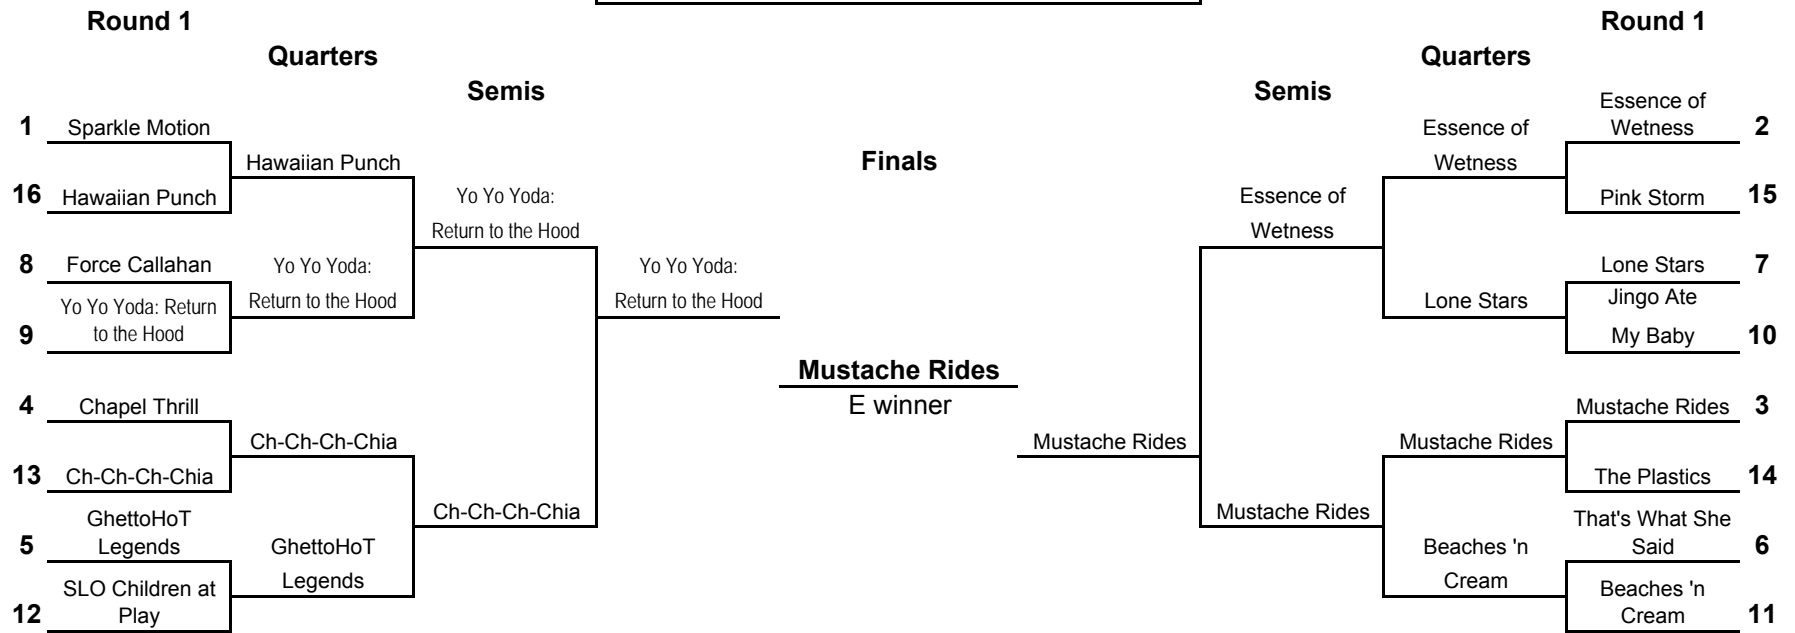 Round 1
Round 1
Quarters
Quarters
Semis
Semis
Essence of
1 Sparkle Motion
Essence of
Wetness 2
Hawaiian Punch
Finals
Wetness
16 Hawaiian Punch
Yo Yo Yoda:
Essence of
Pink Storm 15
Return to the Hood
Wetness
8 Force Callahan
Yo Yo Yoda:
Yo Yo Yoda:
Lone Stars 7
Yo Yo Yoda: Return
Return to the Hood
Return to the Hood
Lone Stars
Jingo Ate
9 to the Hood
My Baby 10
Mustache Rides
4 Chapel Thrill
E winner
Mustache Rides 3
Ch-Ch-Ch-Chia
Mustache Rides
Mustache Rides
13 Ch-Ch-Ch-Chia
The Plastics 14
GhettoHoT
Ch-Ch-Ch-Chia
Mustache Rides
That's What She
5 Legends
GhettoHoT
Beaches 'n
Said 6
Legends
Cream
SLO Children at
Beaches 'n
12 Play
Cream 11